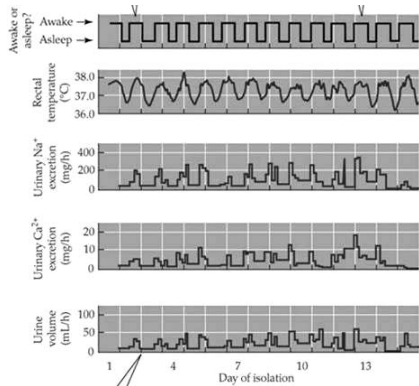 Awake or
asleep?
Awake
Asleep
Rectal
temperature
(°C)
38.0
37.0
36.0
Urinary Na+
excretion
(mg/h)
400
200
0
Urinary Ca2+
excretion
(mg/h)
20
10
0
Urine
volume
(mL/h)
100
50
0
1 4 7 10 13
Day of isolation